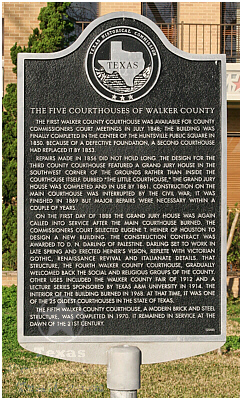 TEXAS HISTORICAL COMMISSION
TEXAS
THE FIVE COURTHOUSES OF WALKER COUNTY
THE FIRST WALKER COUNTY COURTHOUSE WAS AVAILABLE FOR COUNTY
COMMISSIONERS COURT MEETINGS IN JULY 1848; THE BUILDING WAS
FINALLY COMPLETED IN THE CENTER OF THE HUNTSVILLE PUBLIC SQUARE IN
1850. BECAUSE OF A DEFECTIVE FOUNDATION, A SECOND COURTHOUSE
HAD REPLACED IT BY 1853.
REPAIRS MADE IN 1856 DID NOT HOLD LONG. THE DESIGN FOR THE
THIRD COUNTY COURTHOUSE FEATURED A GRAND JURY HOUSE IN THE
SOUTHWEST CORNER OF THE GROUNDS RATHER THAN INSIDE THE
COURTHOUSE ITSELF. DUBBED "THE LITTLE COURTHOUSE," THE GRAND JURY
HOUSE WAS COMPLETED AND IN USE BY 1861. CONSTRUCTION ON THE
MAIN COURTHOUSE WAS INTERRUPTED BY THE CIVIL WAR; IT WAS
FINISHED IN 1869 BUT MAJOR REPAIRS WERE NECESSARY WITHIN A
COUPLE OF YEARS.
ON THE FIRST DAY OF 1888 THE GRAND JURY HOUSE WAS AGAIN
CALLED INTO SERVICE AFTER THE MAIN COURTHOUSE BURNED. THE
COMMISSIONERS COURT SELECTED EUGENE T. HEINER OF HOUSTON TO
DESIGN A NEW BUILDING. THE CONSTRUCTION CONTRACT WAS
AWARDED TO D. N. DARLING OF PALESTINE. DARLING SET TO WORK IN
LATE SPRING AND ERECTED HEINER'S VISION, REPLETE WITH VICTORIAN
GOTHIC, RENAISSANCE REVIVAL AND ITALIANATE DETAILS. THAT
STRUCTURE, THE FOURTH WALKER COUNTY COURTHOUSE, GRADUALLY
WELCOMED BACK THE SOCIAL AND RELIGIOUS GROUPS OF THE COUNTY.
OTHER USES INCLUDED THE WALKER COUNTY FAIR OF 1912 AND A
LECTURE SERIES SPONSORED BY TEXAS A&M UNIVERSITY IN 1914. THE
INTERIOR OF THE BUILDING BURNED IN 1968. AT THAT TIME, IT WAS ONE
OF THE 25 OLDEST COURTHOUSES IN THE STATE OF TEXAS.
THE FIFTH WALKER COUNTY COURTHOUSE, A MODERN BRICK AND STEEL
STRUCTURE, WAS COMPLETED IN 1970. IT REMAINED IN SERVICE AT THE
DAWN OF THE 21ST CENTURY.